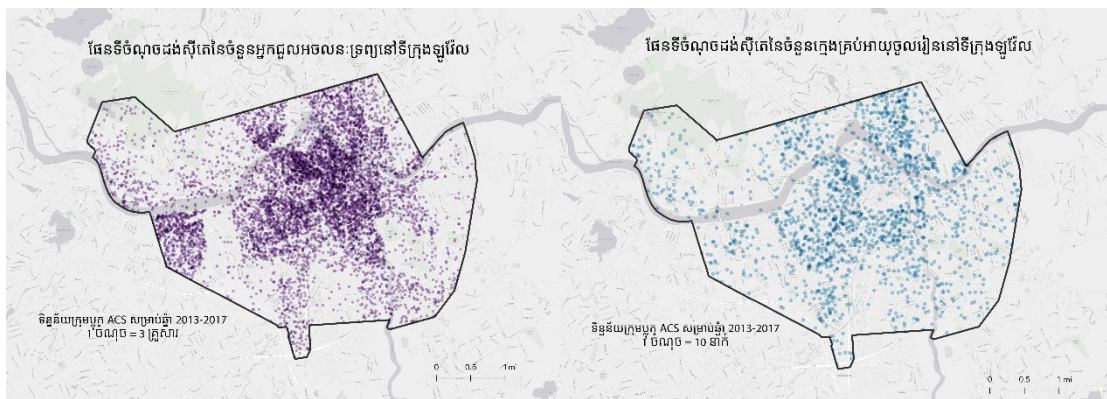 ផែនទីចំណុចដង់ស៊ីតេនៃចំនួនអ្នកជួលអចលនៈទ្រព្យនៅទីក្រុងឡូវ៉ែល
ទិន្នន័យក្រុមប្លុក ACS សម្រាប់ឆ្នាំ 2013-2017
1 ចំណុច = 3 គ្រួសារ
0 0.5 1 mi
ផែនទីចំណុចដង់ស៊ីតេនៃចំនួនក្មេងគ្រប់អាយុចូលរៀននៅទីក្រុងឡូវ៉ែល
ទិន្នន័យក្រុមប្លុក ACS សម្រាប់ឆ្នាំ 2013-2017
1 ចំណុច = 10 នាក់
0 0.5 1 mi